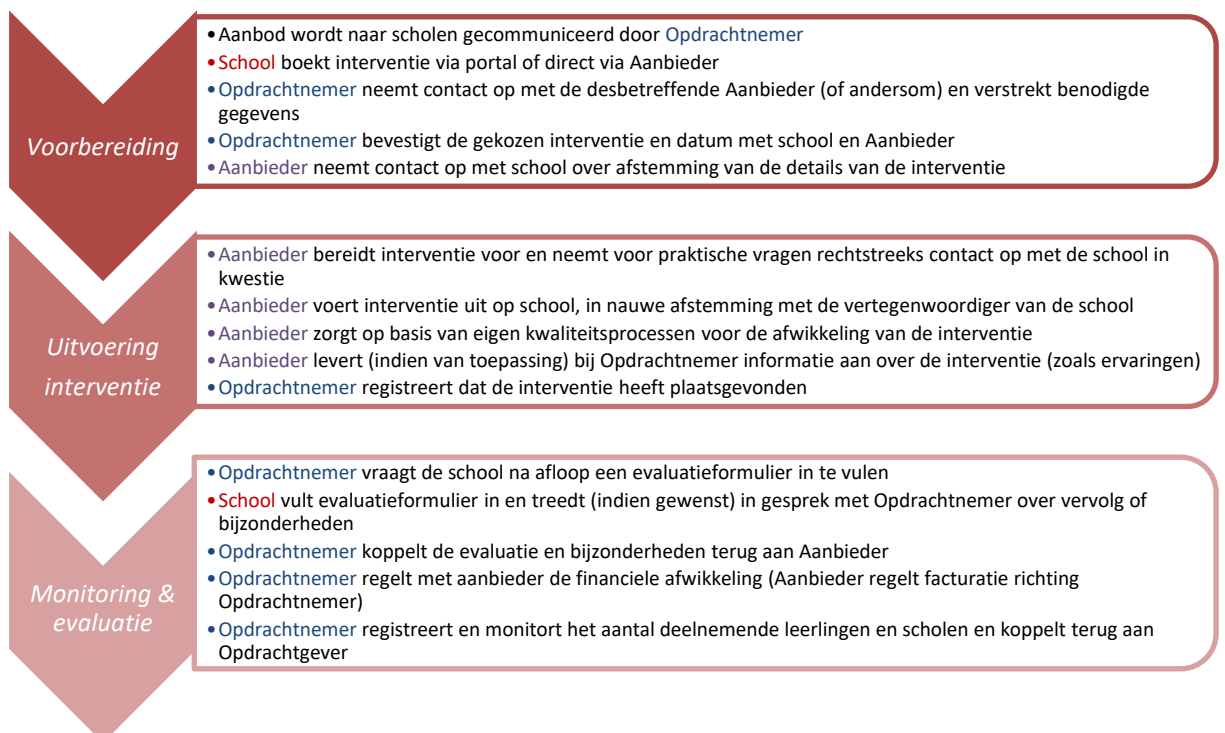 Voorbereiding
•Aanbod wordt naar scholen gecommuniceerd door Opdrachtnemer
•School boekt interventie via portal of direct via Aanbieder
•Opdrachtnemer neemt contact op met de desbetreffende Aanbieder (of andersom) en verstrekt benodigde
gegevens
•Opdrachtnemer bevestigt de gekozen interventie en datum met school en Aanbieder
•Aanbieder neemt contact op met school over afstemming van de details van de interventie
Uitvoering
interventie
•Aanbieder bereidt interventie voor en neemt voor praktische vragen rechtstreeks contact op met de school in
kwestie
•Aanbieder voert interventie uit op school, in nauwe afstemming met de vertegenwoordiger van de school
•Aanbieder zorgt op basis van eigen kwaliteitsprocessen voor de afwikkeling van de interventie
•Aanbieder levert (indien van toepassing) bij Opdrachtnemer informatie aan over de interventie (zoals ervaringen)
•Opdrachtnemer registreert dat de interventie heeft plaatsgevonden
Monitoring &
evaluatie
•Opdrachtnemer vraagt de school na afloop een evaluatieformulier in te vulen
•School vult evaluatieformulier in en treedt (indien gewenst) in gesprek met Opdrachtnemer over vervolg of
bijzonderheden
•Opdrachtnemer koppelt de evaluatie en bijzonderheden terug aan Aanbieder
•Opdrachtnemer regelt met aanbieder de financiele afwikkeling (Aanbieder regelt facturatie richting
Opdrachtnemer)
•Opdrachtnemer registreert en monitort het aantal deelnemende leerlingen en scholen en koppelt terug aan
Opdrachtgever